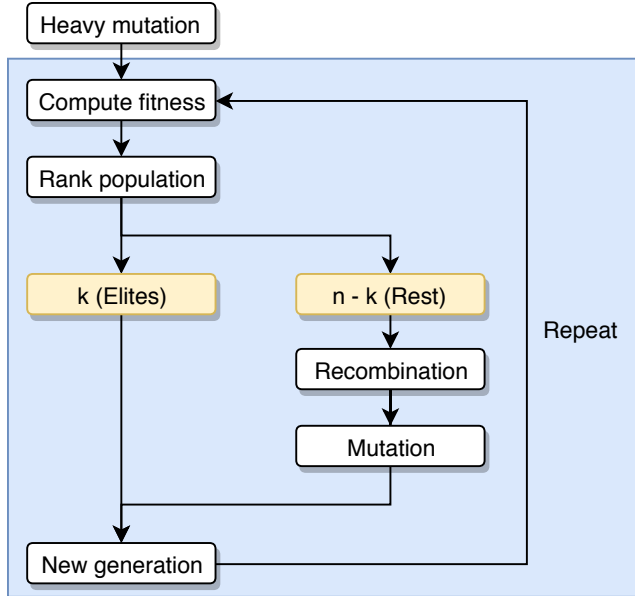 Heavy mutation
Compute fitness
Rank population
k (Elites)
n - k (Rest)
Repeat
Recombination
Mutation
New generation